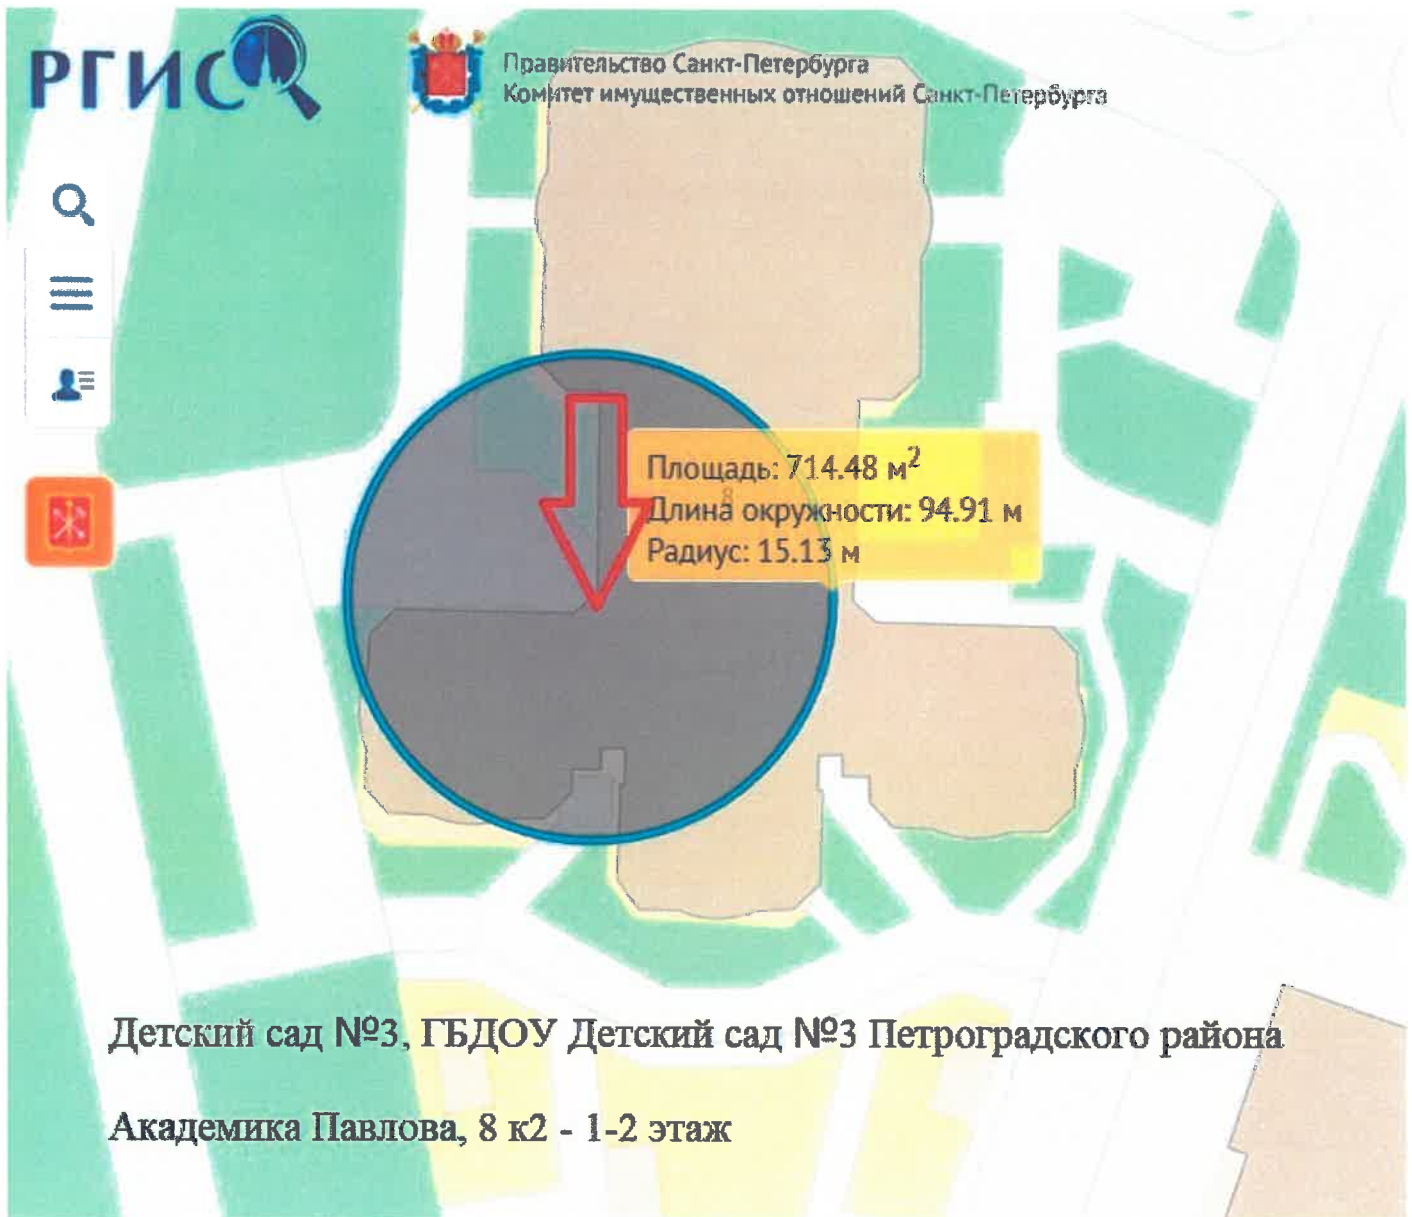 РГИС
Правительство Санкт-Петербурга
Комитет имущественных отношений Санкт-Петербурга
Площадь: 714.48 м²
Длина окружности: 94.91 м
Радиус: 15.13 м
8
Детский сад №3, ГБДОУ Детский сад №3 Петроградского района
Академика Павлова, 8 к2 - 1-2 этаж